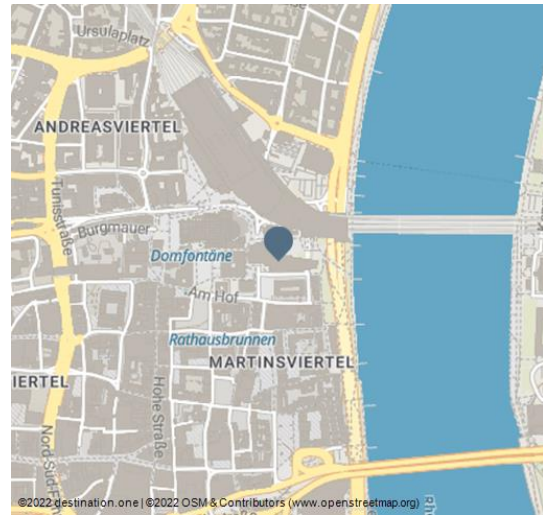 Ursulaplatz
ANDREASVIERTEL
Tunisstraße
Burgmauer
Domfontäne
Am Hof
Rathausbrunnen
MARTINSVIERTEL
IERTEL
Hohe Straße
Nord-Süd-F
©2022 destination.one | ©2022 OSM & Contributors (www.openstreetmap.org)